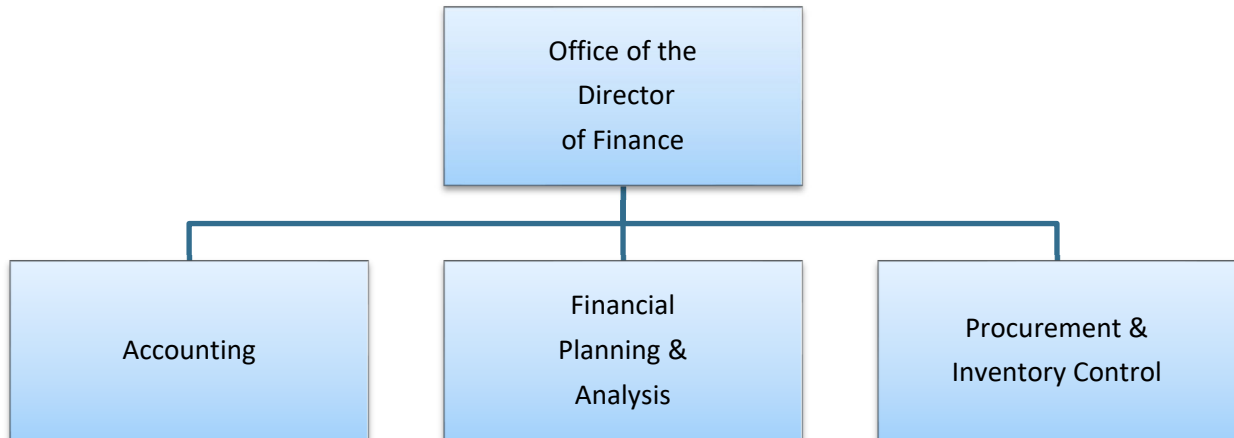 Office of the
Director
of Finance
Accounting
Financial
Planning &
Analysis
Procurement &
Inventory Control